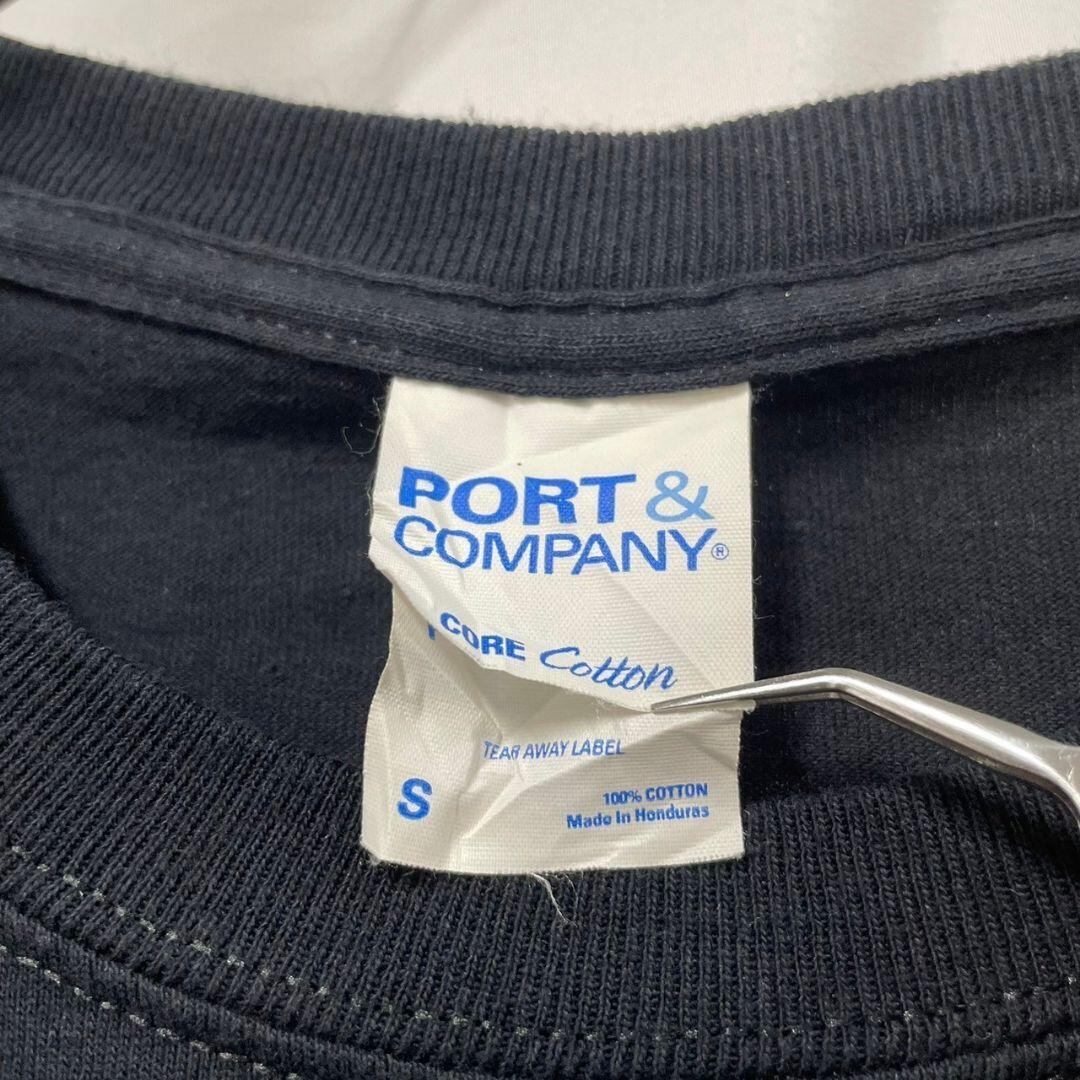 PORT &
COMPANY®
CORE Cotton
TEAR AWAY LABEL
S
100% COTTON
Made In Honduras